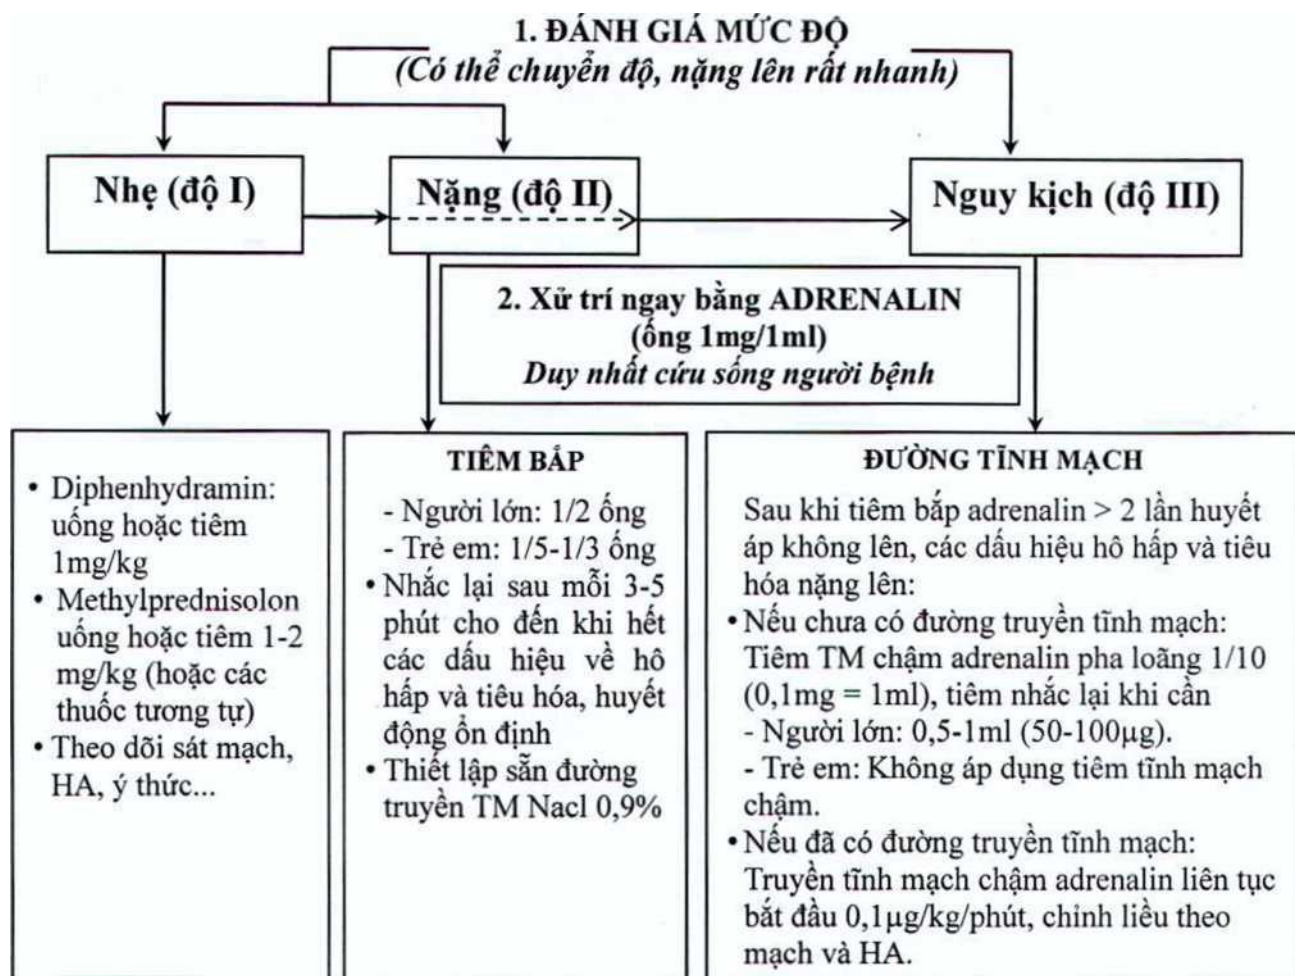 1. ĐÁNH GIÁ MỨC ĐỘ
(Có thể chuyển độ, nặng lên rất nhanh)
Nhẹ (độ I)
Nặng (độ II)
Nguy kịch (độ III)
2. Xử trí ngay bằng ADRENALIN
(ống 1mg/1ml)
Duy nhất cứu sống người bệnh
• Diphenhydramin:
uống hoặc tiêm
1mg/kg
• Methylprednisolon
uống hoặc tiêm 1-2
mg/kg (hoặc các
thuốc tương tự)
• Theo dõi sát mạch,
HA, ý thức...
TIÊM BẮP
- Người lớn: 1/2 ống
- Trẻ em: 1/5-1/3 ống
• Nhắc lại sau mỗi 3-5
phút cho đến khi hết
các dấu hiệu về hô
hấp và tiêu hóa, huyết
động ổn định
• Thiết lập sẵn đường
truyền TM Nacl 0,9%
ĐƯỜNG TĨNH MẠCH
Sau khi tiêm bắp adrenalin > 2 lần huyết
áp không lên, các dấu hiệu hô hấp và tiêu
hóa nặng lên:
• Nếu chưa có đường truyền tĩnh mạch:
Tiêm TM chậm adrenalin pha loãng 1/10
(0,1mg = 1ml), tiêm nhắc lại khi cần
- Người lớn: 0,5-1ml (50-100µg).
- Trẻ em: Không áp dụng tiêm tĩnh mạch
chậm.
• Nếu đã có đường truyền tĩnh mạch:
Truyền tĩnh mạch chậm adrenalin liên tục
bắt đầu 0,1µg/kg/phút, chỉnh liều theo
mạch và HA.